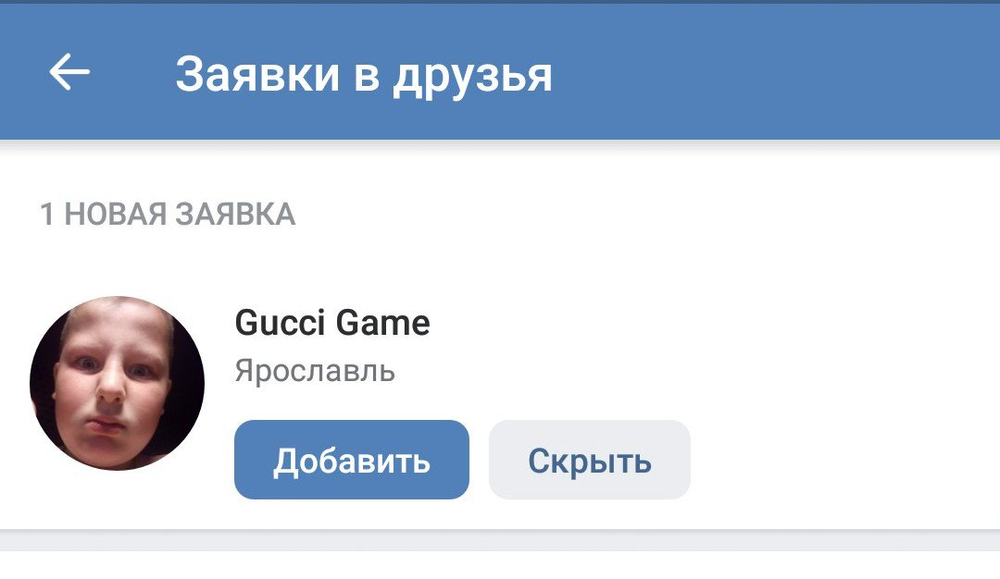 Заявки в друзья
1 НОВАЯ ЗАЯВКА
Gucci Game
Ярославль
Добавить
Скрыть